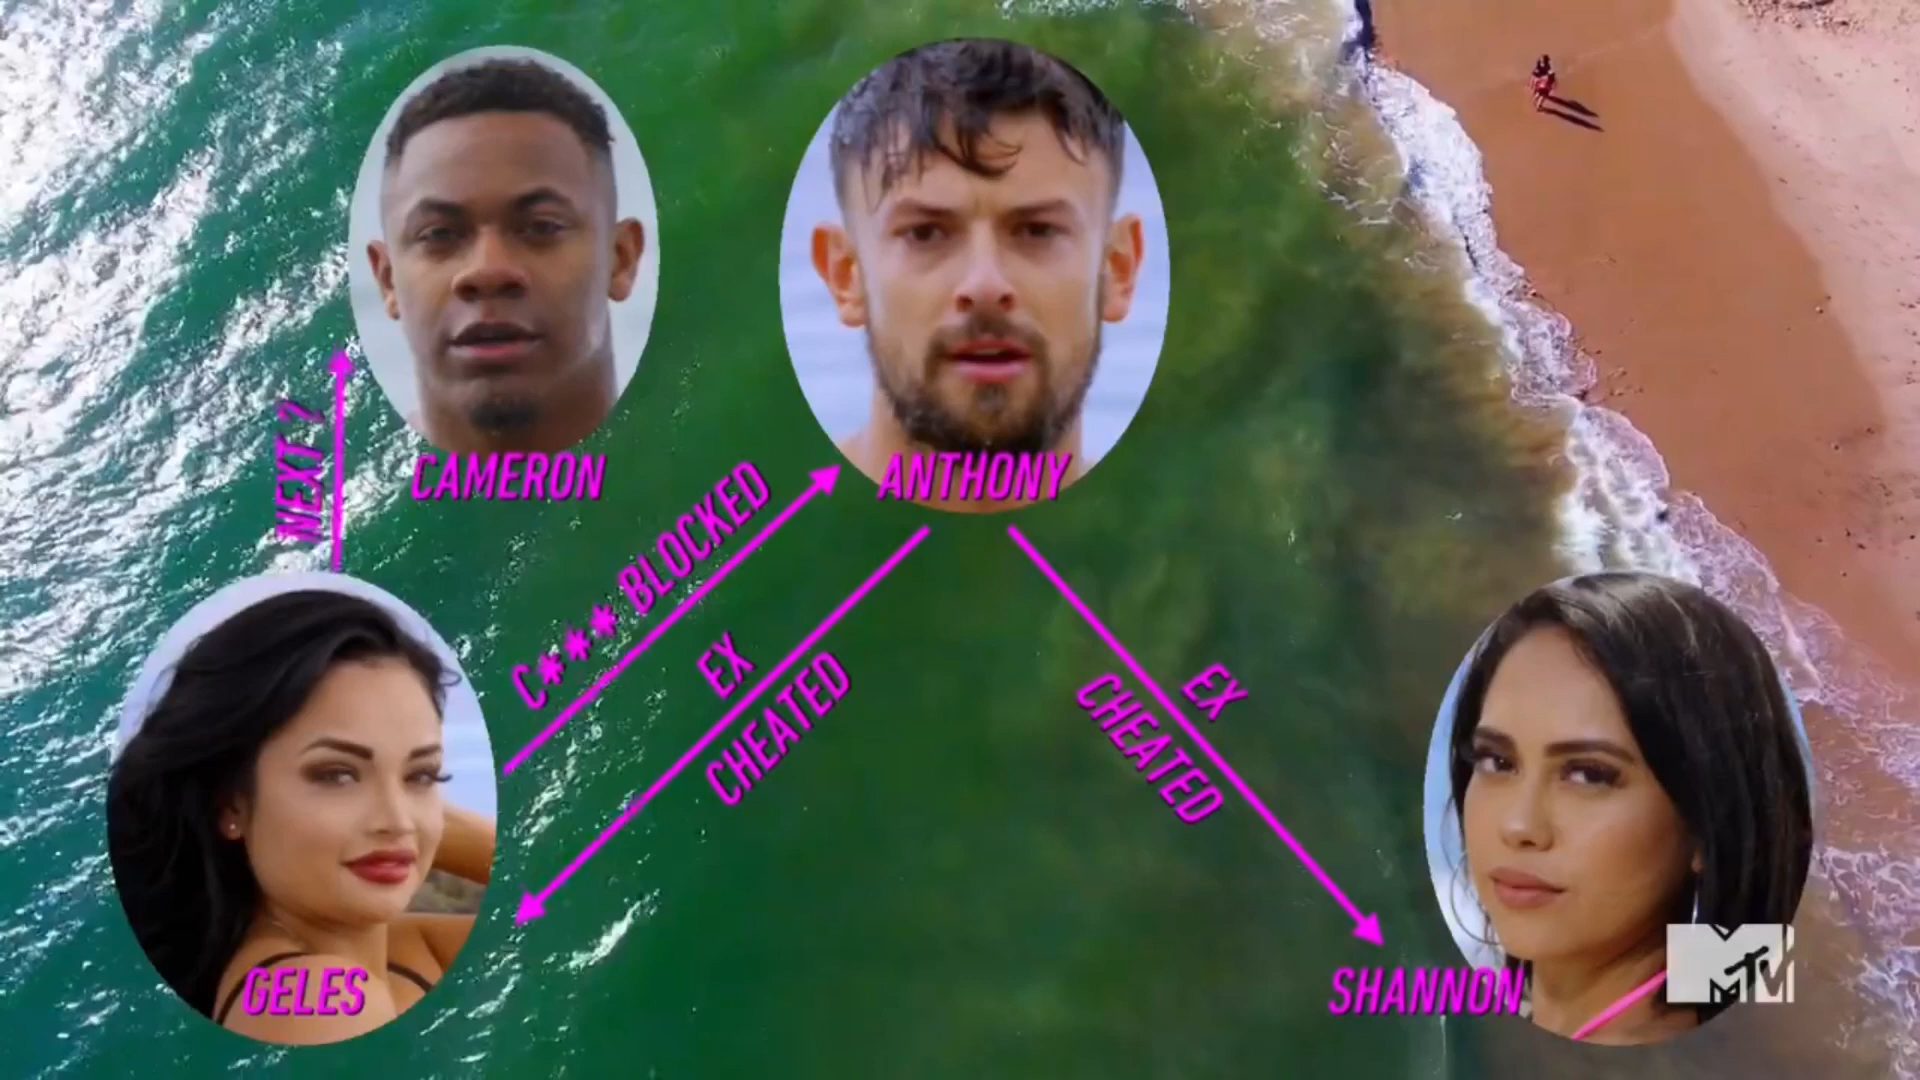 NEXT ?
CAMERON
ANTHONY
C*** BLOCKED
EX
CHEATED
EX
CHEATED
GELES
SHANNON
MTV